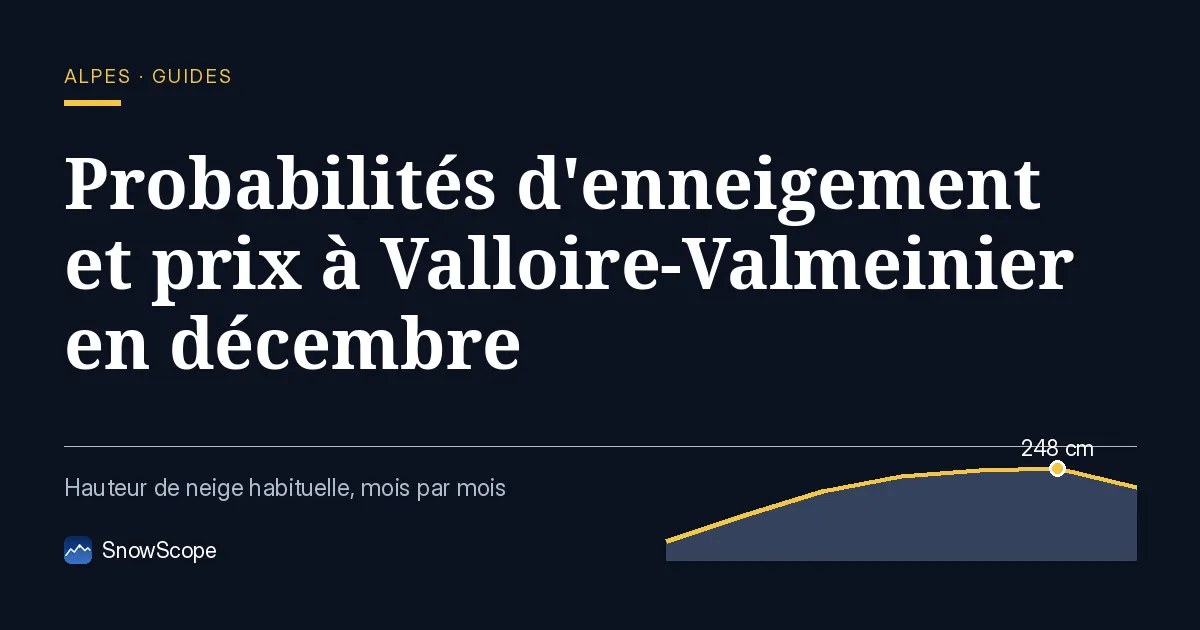 ALPES · GUIDES
Probabilités d'enneigement
et prix à Valloire-Valmeinier
en décembre
248 cm
Hauteur de neige habituelle, mois par mois
SnowScope